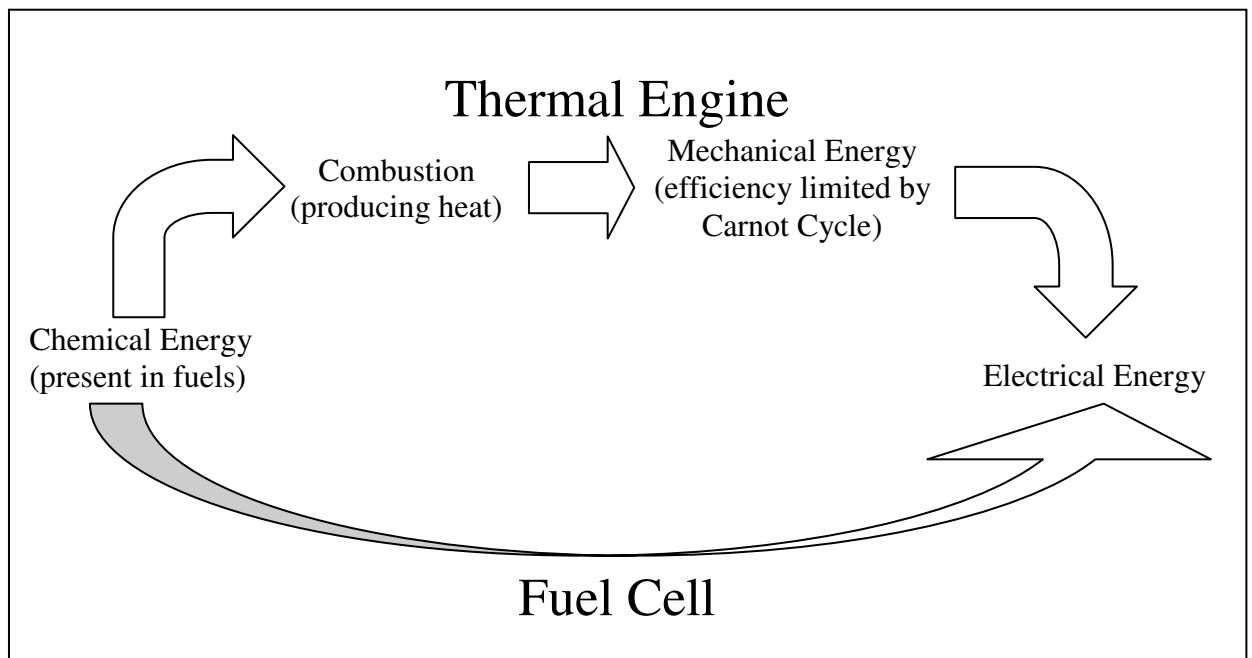 Thermal Engine
Combustion
(producing heat)
Mechanical Energy
(efficiency limited by
Carnot Cycle)
Chemical Energy
(present in fuels)
Electrical Energy
Fuel Cell